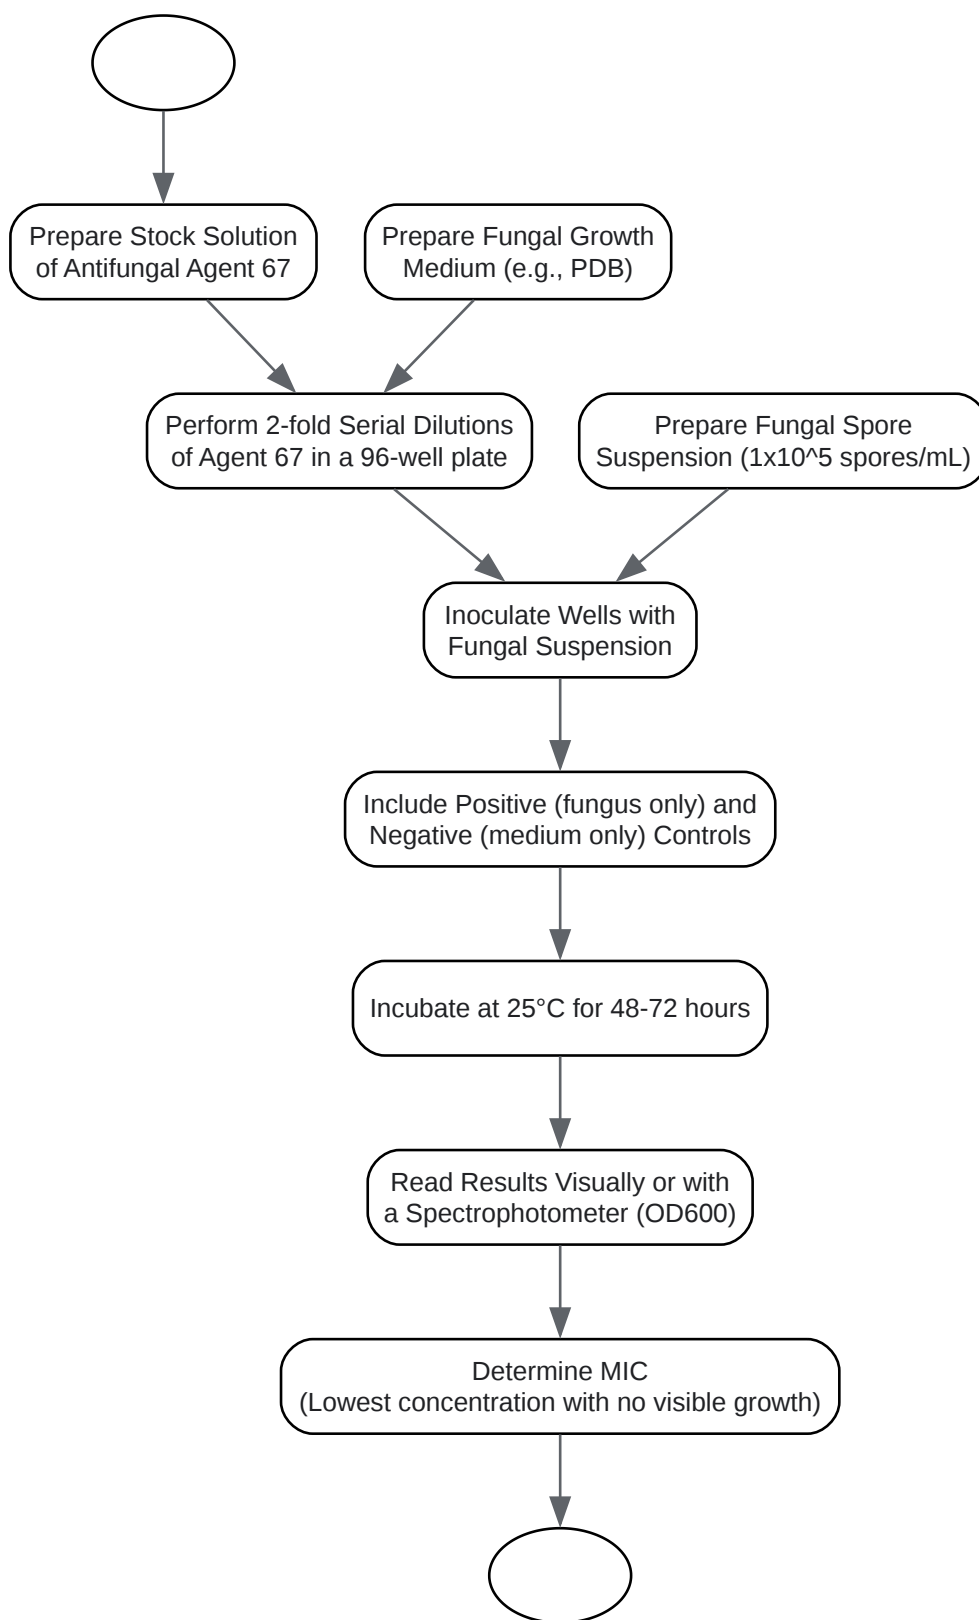 Prepare Stock Solution
of Antifungal Agent 67
Prepare Fungal Growth
Medium (e.g., PDB)
Perform 2-fold Serial Dilutions
of Agent 67 in a 96-well plate
Prepare Fungal Spore
Suspension (1x10^5 spores/mL)
Inoculate Wells with
Fungal Suspension
Include Positive (fungus only) and
Negative (medium only) Controls
Incubate at 25°C for 48-72 hours
Read Results Visually or with
a Spectrophotometer (OD600)
Determine MIC
(Lowest concentration with no visible growth)